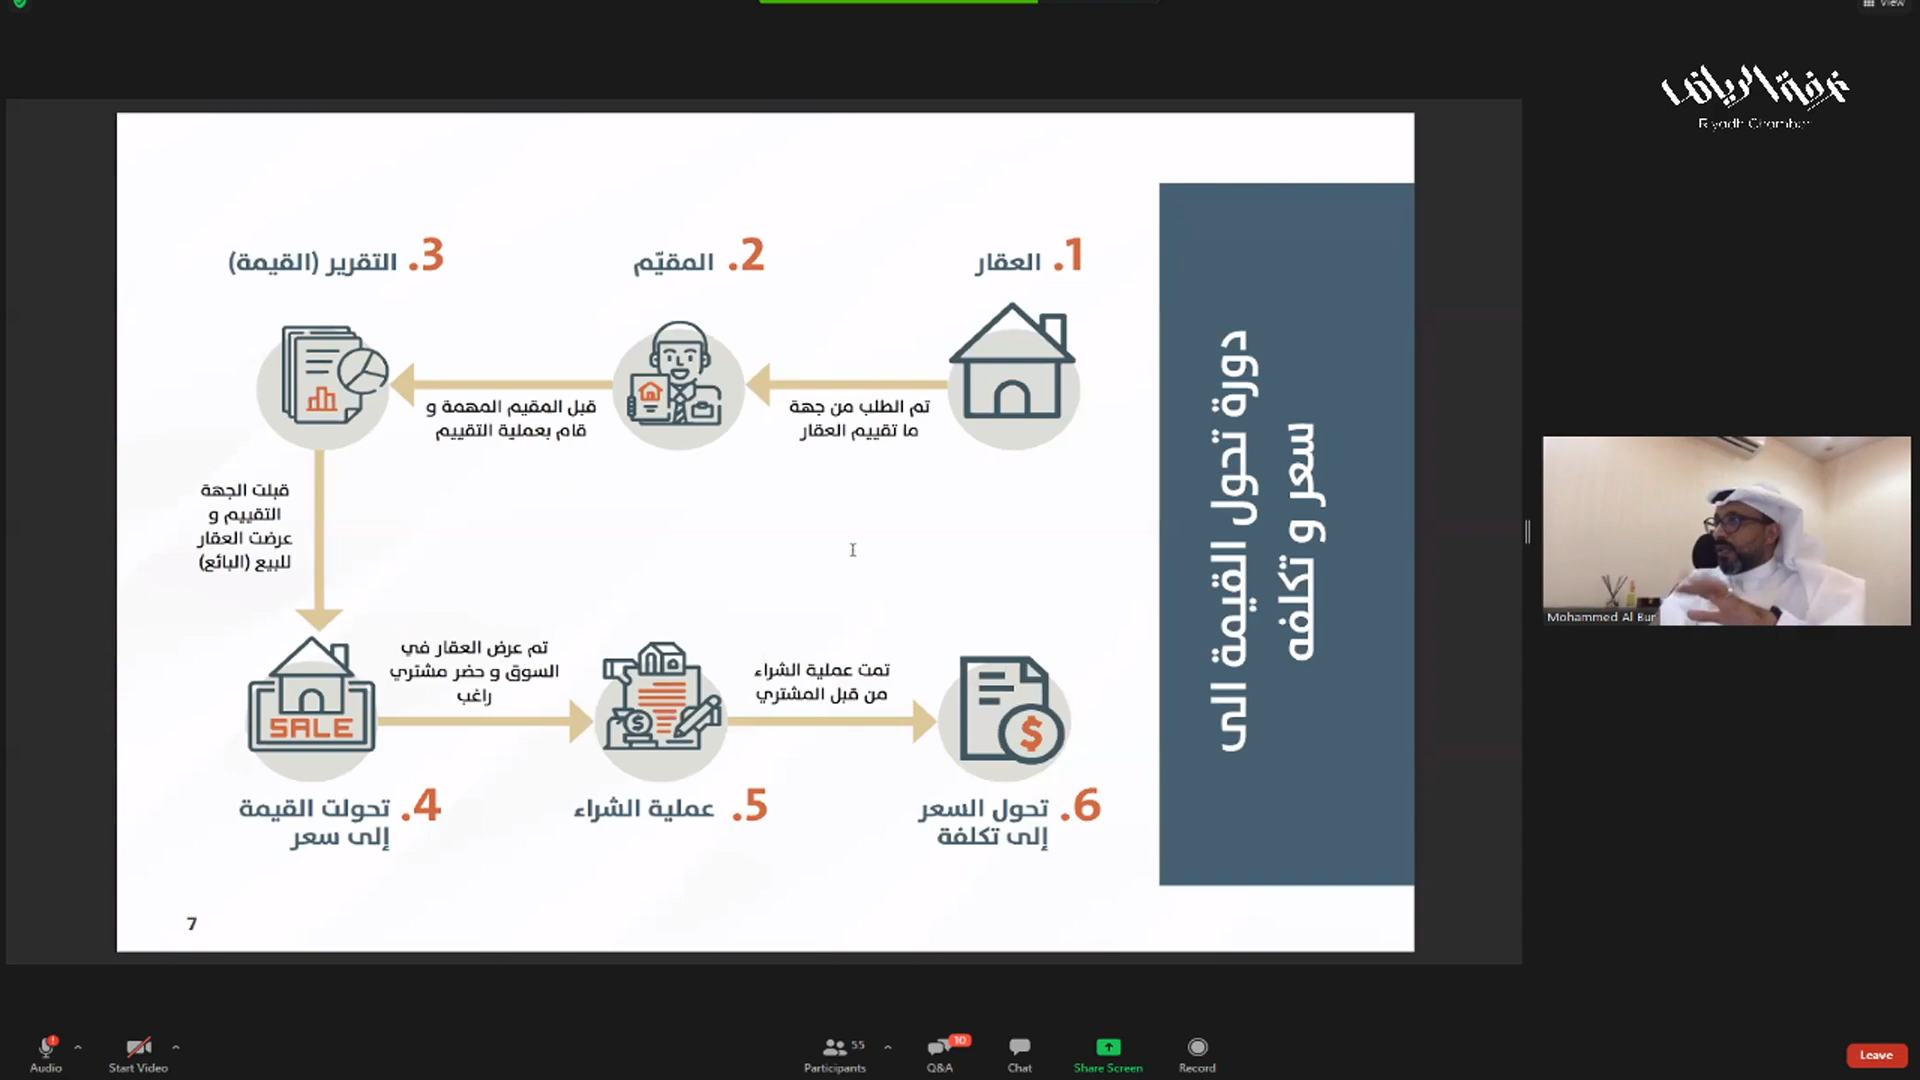 View
غرفة الرياض
Riyadh Chamber
دورة تحول القيمة الى
سعر و تكلفه
1. العقار
2. المقيّم
3. التقرير (القيمة)
تم الطلب من جهة
ما تقييم العقار
قبل المقيم المهمة و
قام بعملية التقييم
قبلت الجهة
التقييم و
عرضت العقار
للبيع (البائع)
SALE
تم عرض العقار في
السوق و حضر مشتري
راغب
تمت عملية الشراء
من قبل المشتري
$
$
4. تحولت القيمة
إلى سعر
5. عملية الشراء
6. تحول السعر
إلى تكلفة
7
Mohammed Al Bur
Audio
Start Video
55
Participants
10
Q&A
Chat
Share Screen
Record
Leave